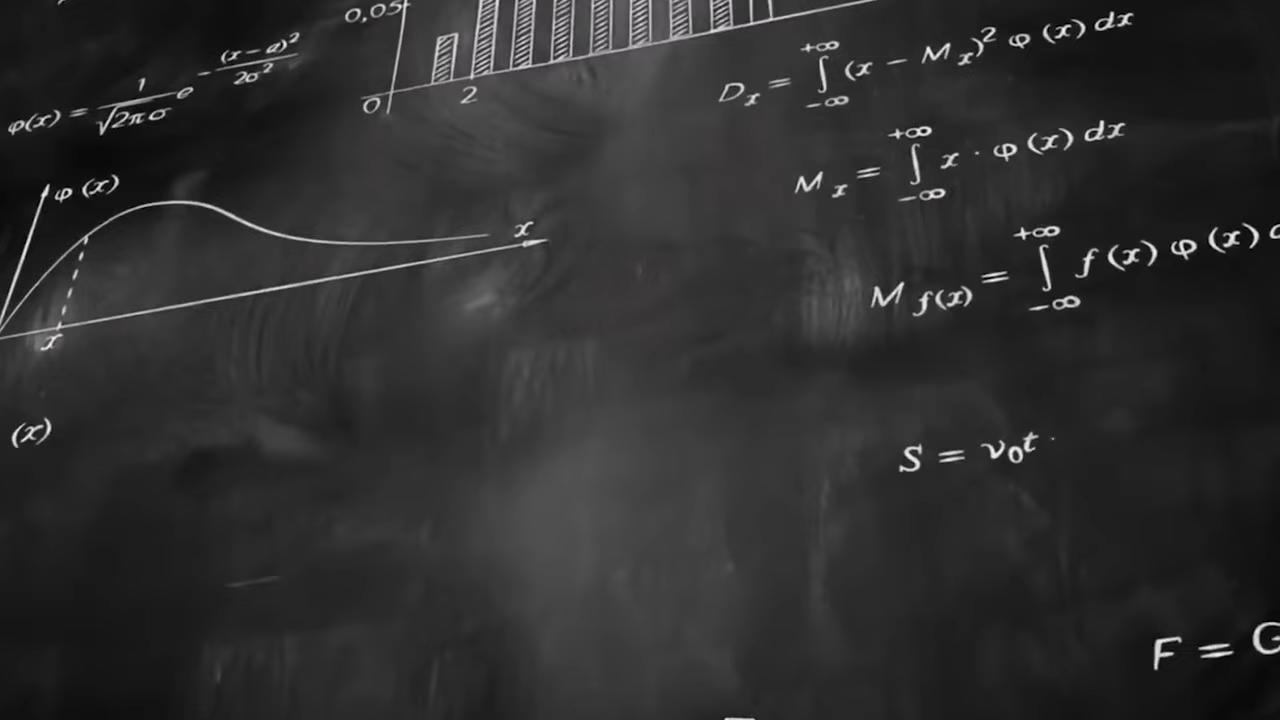 0,05
0 2
φ(x) = 1/√2πσ e^-(x-a)²/2σ²
φ(x)
x
x
(x)
D_x = ∫_-∞^+∞ (x - M_x)² φ(x) dx
M_x = ∫_-∞^+∞ x · φ(x) dx
M_f(x) = ∫_-∞^+∞ f(x) φ(x)
S = v₀t
F = G